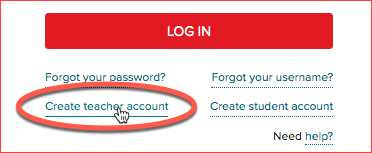 LOG IN
Forgot your password? Forgot your username?
Create teacher account Create student account
Need help?